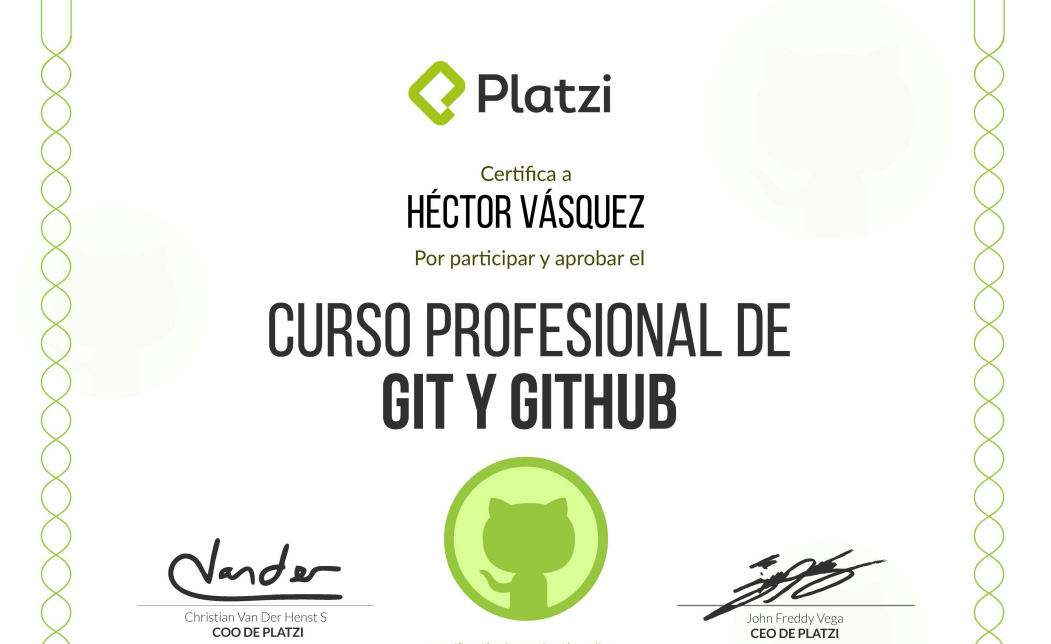 Platzi
Certifica a
HÉCTOR VÁSQUEZ
Por participar y aprobar el
CURSO PROFESIONAL DE
GIT Y GITHUB
Vander
Christian Van Der Henst S
COO DE PLATZI
John Freddy Vega
CEO DE PLATZI